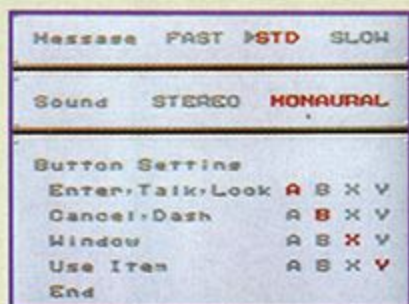 Message FAST STD SLOW
Sound STEREO MONAURAL
Button Setting
Enter,Talk,Look A B X Y
Cancel,Dash A B X Y
Window A B X Y
Use Item A B X Y
End